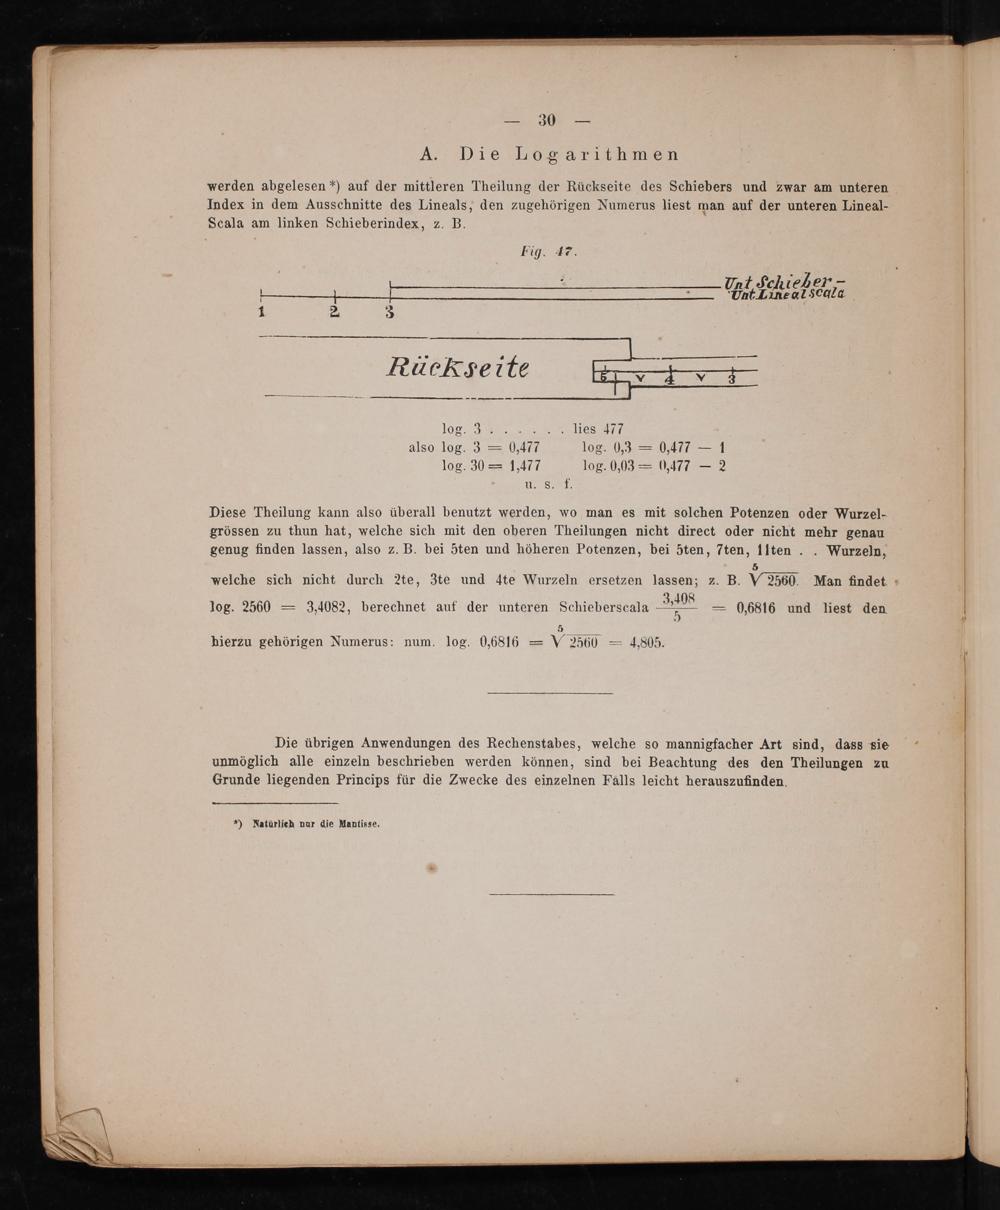 — 30 —
A. Die Logarithmen
werden abgelesen *) auf der mittleren Theilung der Rückseite des Schiebers und zwar am unteren
Index in dem Ausschnitte des Lineals, den zugehörigen Numerus liest man auf der unteren Lineal-
Scala am linken Schieberindex, z. B.
Fig. 47.
Unt Schieber –
Unt.Linealscala
1 2 3
Rückseite
5 V 4 V 3
log. 3 . . . . . . lies 477
also log. 3 = 0,477 log. 0,3 = 0,477 — 1
log. 30 = 1,477 log. 0,03 = 0,477 — 2
u. s. f.
Diese Theilung kann also überall benutzt werden, wo man es mit solchen Potenzen oder Wurzel-
grössen zu thun hat, welche sich mit den oberen Theilungen nicht direct oder nicht mehr genau
genug finden lassen, also z. B. bei 5ten und höheren Potenzen, bei 5ten, 7ten, 11ten . . Wurzeln,
welche sich nicht durch 2te, 3te und 4te Wurzeln ersetzen lassen; z. B. ⁵√2560. Man findet
log. 2560 = 3,4082, berechnet auf der unteren Schieberscala 3,408/5 = 0,6816 und liest den
hierzu gehörigen Numerus: num. log. 0,6816 = ⁵√2560 = 4,805.
Die übrigen Anwendungen des Rechenstabes, welche so mannigfacher Art sind, dass sie
unmöglich alle einzeln beschrieben werden können, sind bei Beachtung des den Theilungen zu
Grunde liegenden Princips für die Zwecke des einzelnen Falls leicht herauszufinden.
*) Natürlich nur die Mantisse.